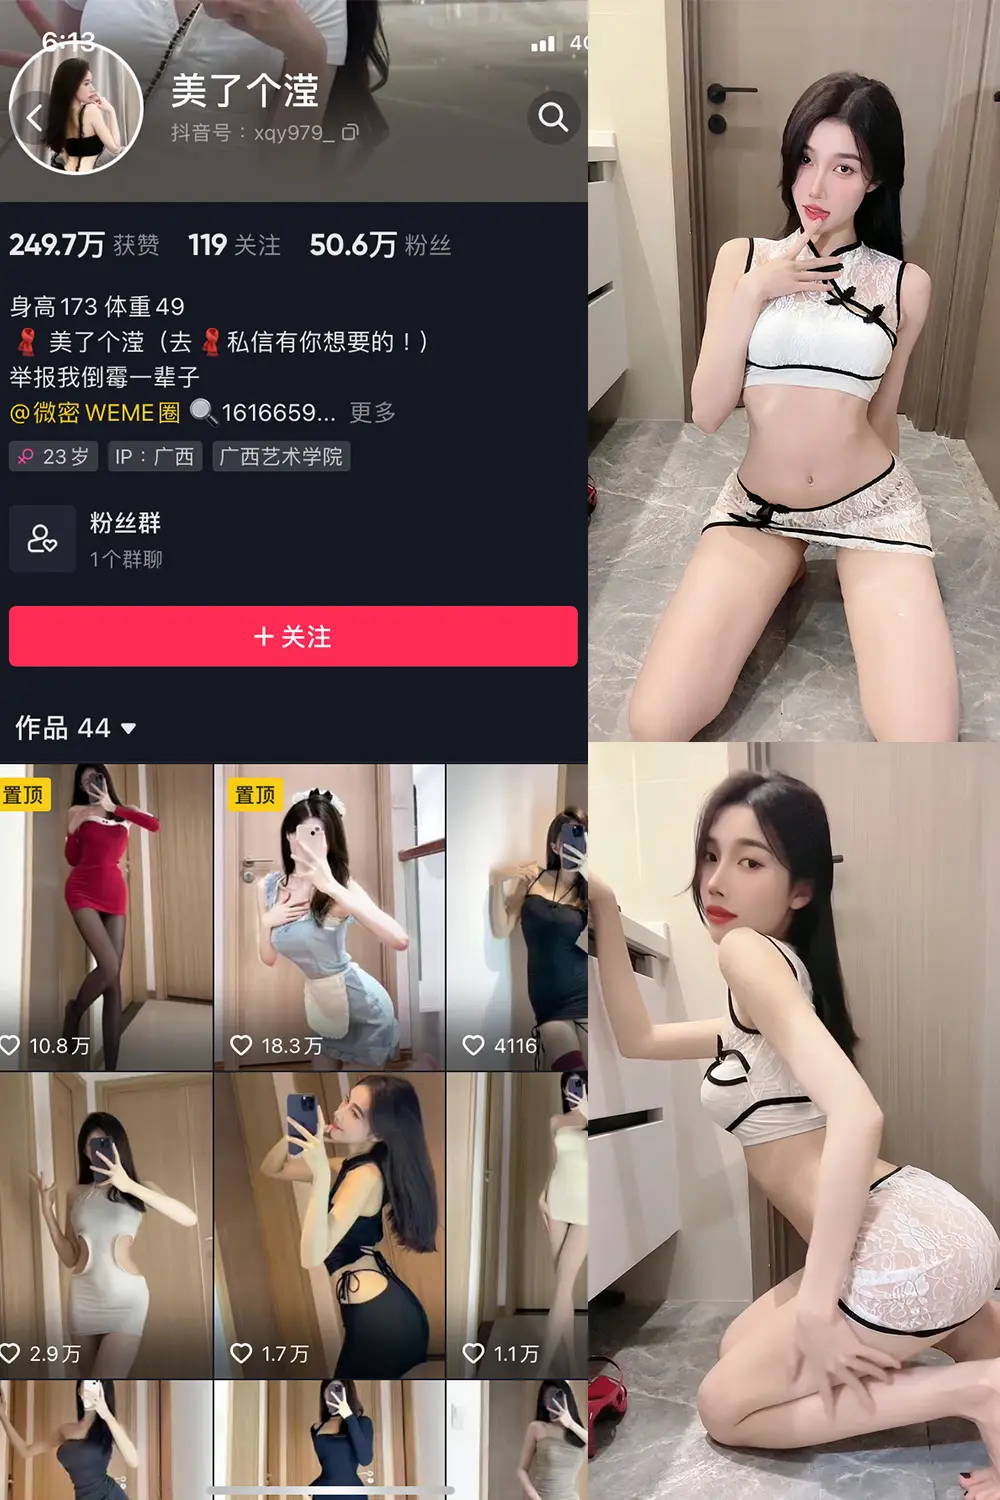 6:13
4G
美了个滢
抖音号：xqy979_
249.7万 获赞 119 关注 50.6万 粉丝
身高173 体重49
美了个滢（去 私信有你想要的！）
举报我倒霉一辈子
@微密 WEME圈 1616659... 更多
23岁 IP：广西 广西艺术学院
粉丝群
1个群聊
+ 关注
作品 44
置顶 置顶
10.8万 18.3万 4116
2.9万 1.7万 1.1万